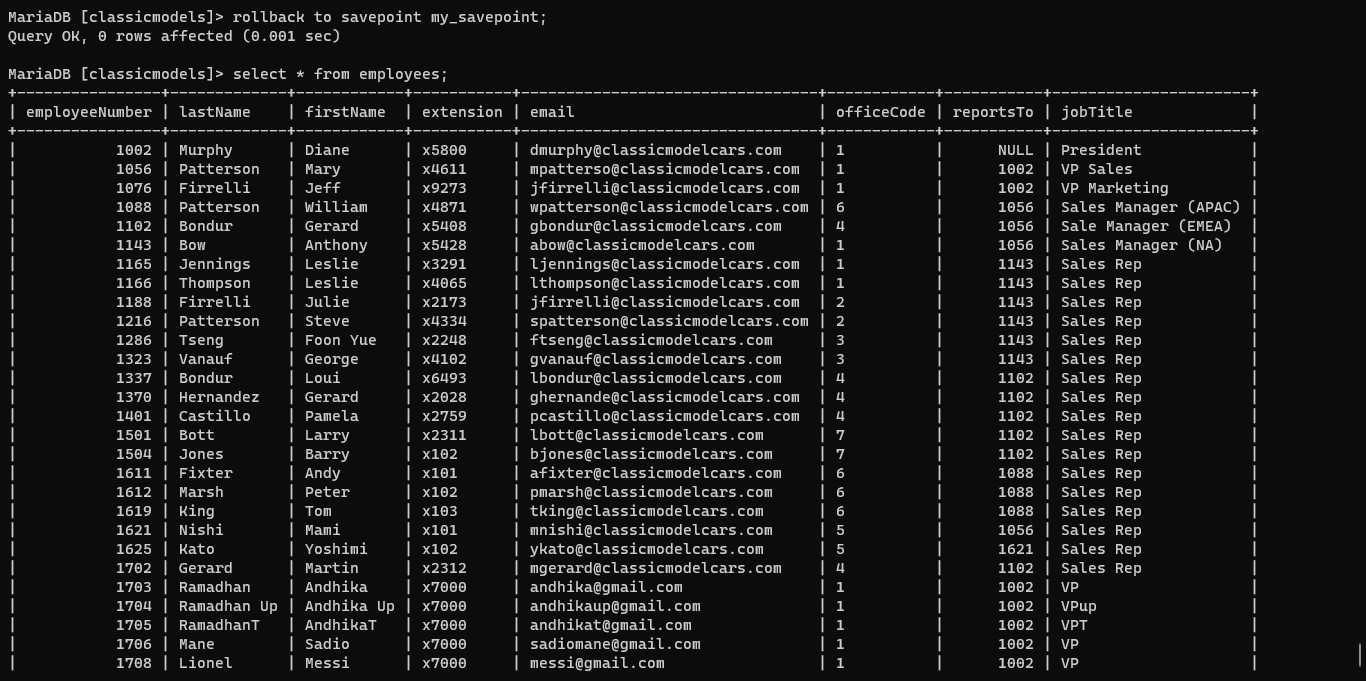 MariaDB [classicmodels]> rollback to savepoint my_savepoint;
Query OK, 0 rows affected (0.001 sec)

MariaDB [classicmodels]> select * from employees;
+----------------+-------------+------------+-----------+---------------------------------+------------+-----------+----------------------+
| employeeNumber | lastName    | firstName  | extension | email                           | officeCode | reportsTo | jobTitle             |
+----------------+-------------+------------+-----------+---------------------------------+------------+-----------+----------------------+
|           1002 | Murphy      | Diane      | x5800     | dmurphy@classicmodelcars.com    | 1          |      NULL | President            |
|           1056 | Patterson   | Mary       | x4611     | mpatterso@classicmodelcars.com  | 1          |      1002 | VP Sales             |
|           1076 | Firrelli    | Jeff       | x9273     | jfirrelli@classicmodelcars.com  | 1          |      1002 | VP Marketing         |
|           1088 | Patterson   | William    | x4871     | wpatterson@classicmodelcars.com | 6          |      1056 | Sales Manager (APAC) |
|           1102 | Bondur      | Gerard     | x5408     | gbondur@classicmodelcars.com    | 4          |      1056 | Sale Manager (EMEA)  |
|           1143 | Bow         | Anthony    | x5428     | abow@classicmodelcars.com       | 1          |      1056 | Sales Manager (NA)   |
|           1165 | Jennings    | Leslie     | x3291     | ljennings@classicmodelcars.com  | 1          |      1143 | Sales Rep            |
|           1166 | Thompson    | Leslie     | x4065     | lthompson@classicmodelcars.com  | 1          |      1143 | Sales Rep            |
|           1188 | Firrelli    | Julie      | x2173     | jfirrelli@classicmodelcars.com  | 2          |      1143 | Sales Rep            |
|           1216 | Patterson   | Steve      | x4334     | spatterson@classicmodelcars.com | 2          |      1143 | Sales Rep            |
|           1286 | Tseng       | Foon Yue   | x2248     | ftseng@classicmodelcars.com     | 3          |      1143 | Sales Rep            |
|           1323 | Vanauf      | George     | x4102     | gvanauf@classicmodelcars.com    | 3          |      1143 | Sales Rep            |
|           1337 | Bondur      | Loui       | x6493     | lbondur@classicmodelcars.com    | 4          |      1102 | Sales Rep            |
|           1370 | Hernandez   | Gerard     | x2028     | ghernande@classicmodelcars.com  | 4          |      1102 | Sales Rep            |
|           1401 | Castillo    | Pamela     | x2759     | pcastillo@classicmodelcars.com  | 4          |      1102 | Sales Rep            |
|           1501 | Bott        | Larry      | x2311     | lbott@classicmodelcars.com      | 7          |      1102 | Sales Rep            |
|           1504 | Jones       | Barry      | x102      | bjones@classicmodelcars.com     | 7          |      1102 | Sales Rep            |
|           1611 | Fixter      | Andy       | x101      | afixter@classicmodelcars.com    | 6          |      1088 | Sales Rep            |
|           1612 | Marsh       | Peter      | x102      | pmarsh@classicmodelcars.com     | 6          |      1088 | Sales Rep            |
|           1619 | King        | Tom        | x103      | tking@classicmodelcars.com      | 6          |      1088 | Sales Rep            |
|           1621 | Nishi       | Mami       | x101      | mnishi@classicmodelcars.com     | 5          |      1056 | Sales Rep            |
|           1625 | Kato        | Yoshimi    | x102      | ykato@classicmodelcars.com      | 5          |      1621 | Sales Rep            |
|           1702 | Gerard      | Martin     | x2312     | mgerard@classicmodelcars.com    | 4          |      1102 | Sales Rep            |
|           1703 | Ramadhan    | Andhika    | x7000     | andhika@gmail.com               | 1          |      1002 | VP                   |
|           1704 | Ramadhan Up | Andhika Up | x7000     | andhikaup@gmail.com             | 1          |      1002 | VPup                 |
|           1705 | RamadhanT   | AndhikaT   | x7000     | andhikat@gmail.com              | 1          |      1002 | VPT                  |
|           1706 | Mane        | Sadio      | x7000     | sadiomane@gmail.com             | 1          |      1002 | VP                   |
|           1708 | Lionel      | Messi      | x7000     | messi@gmail.com                 | 1          |      1002 | VP                   |